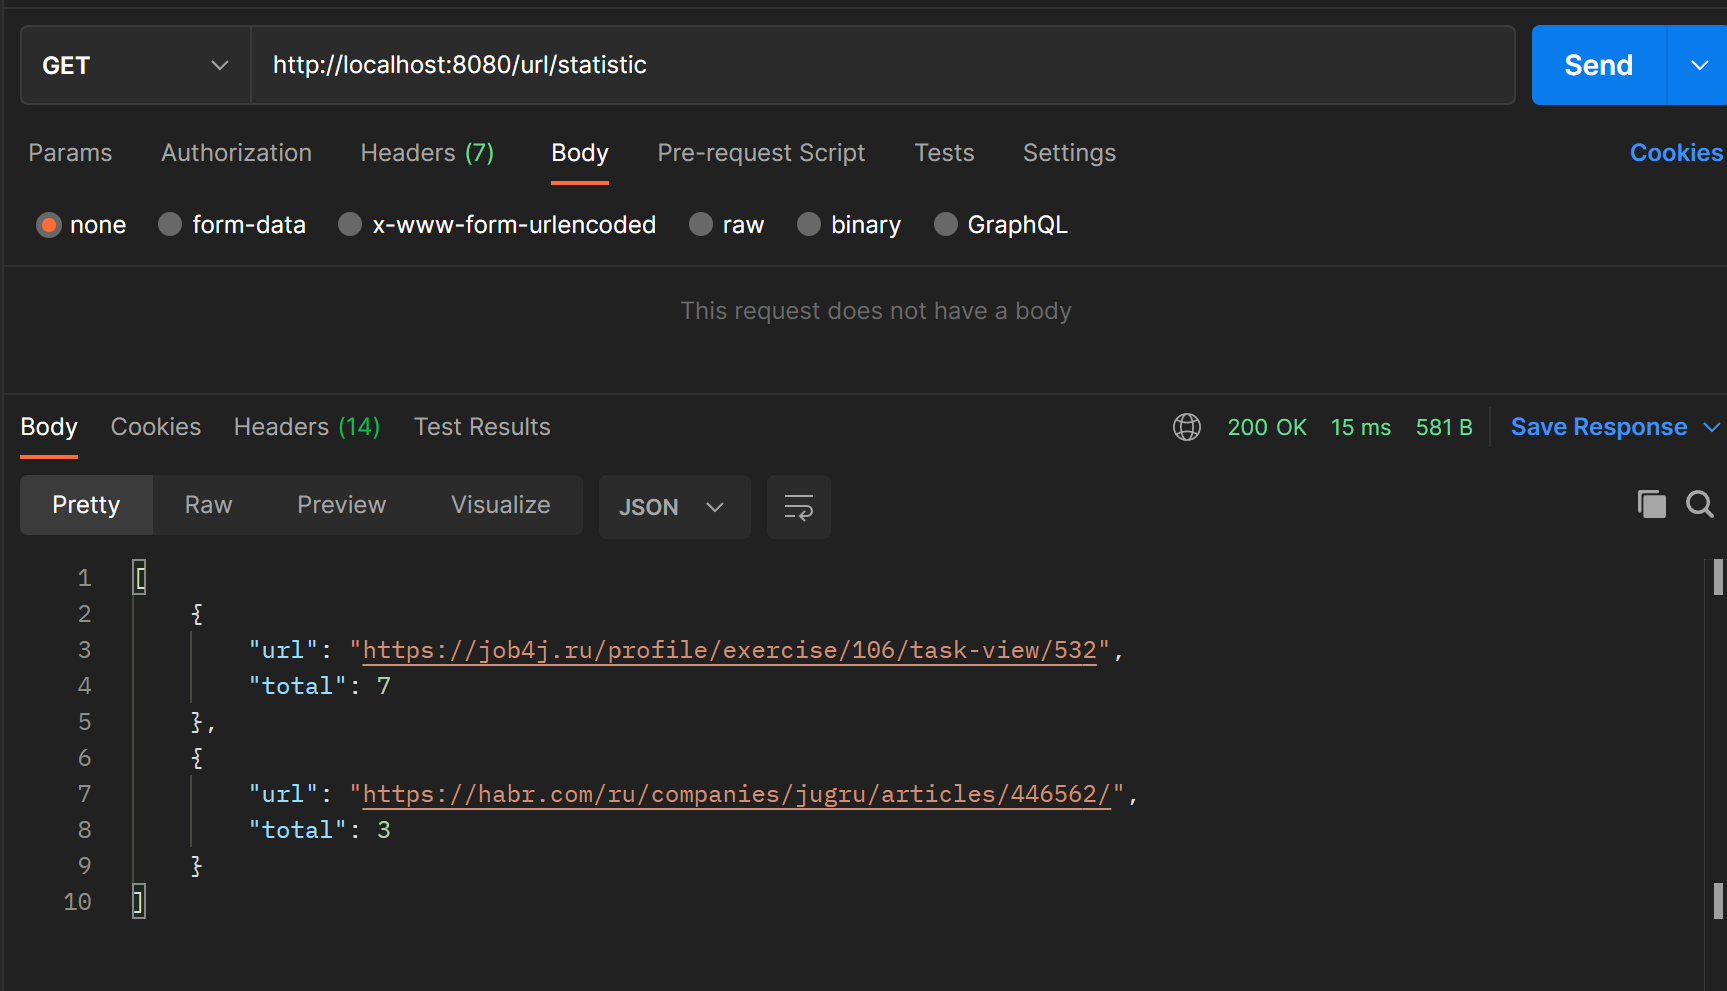 GET http://localhost:8080/url/statistic Send
Params Authorization Headers (7) Body Pre-request Script Tests Settings Cookies
none form-data x-www-form-urlencoded raw binary GraphQL
This request does not have a body
Body Cookies Headers (14) Test Results 200 OK 15 ms 581 B Save Response
Pretty Raw Preview Visualize JSON
1 [
2 {
3 "url": "https://job4j.ru/profile/exercise/106/task-view/532",
4 "total": 7
5 },
6 {
7 "url": "https://habr.com/ru/companies/jugru/articles/446562/",
8 "total": 3
9 }
10 ]